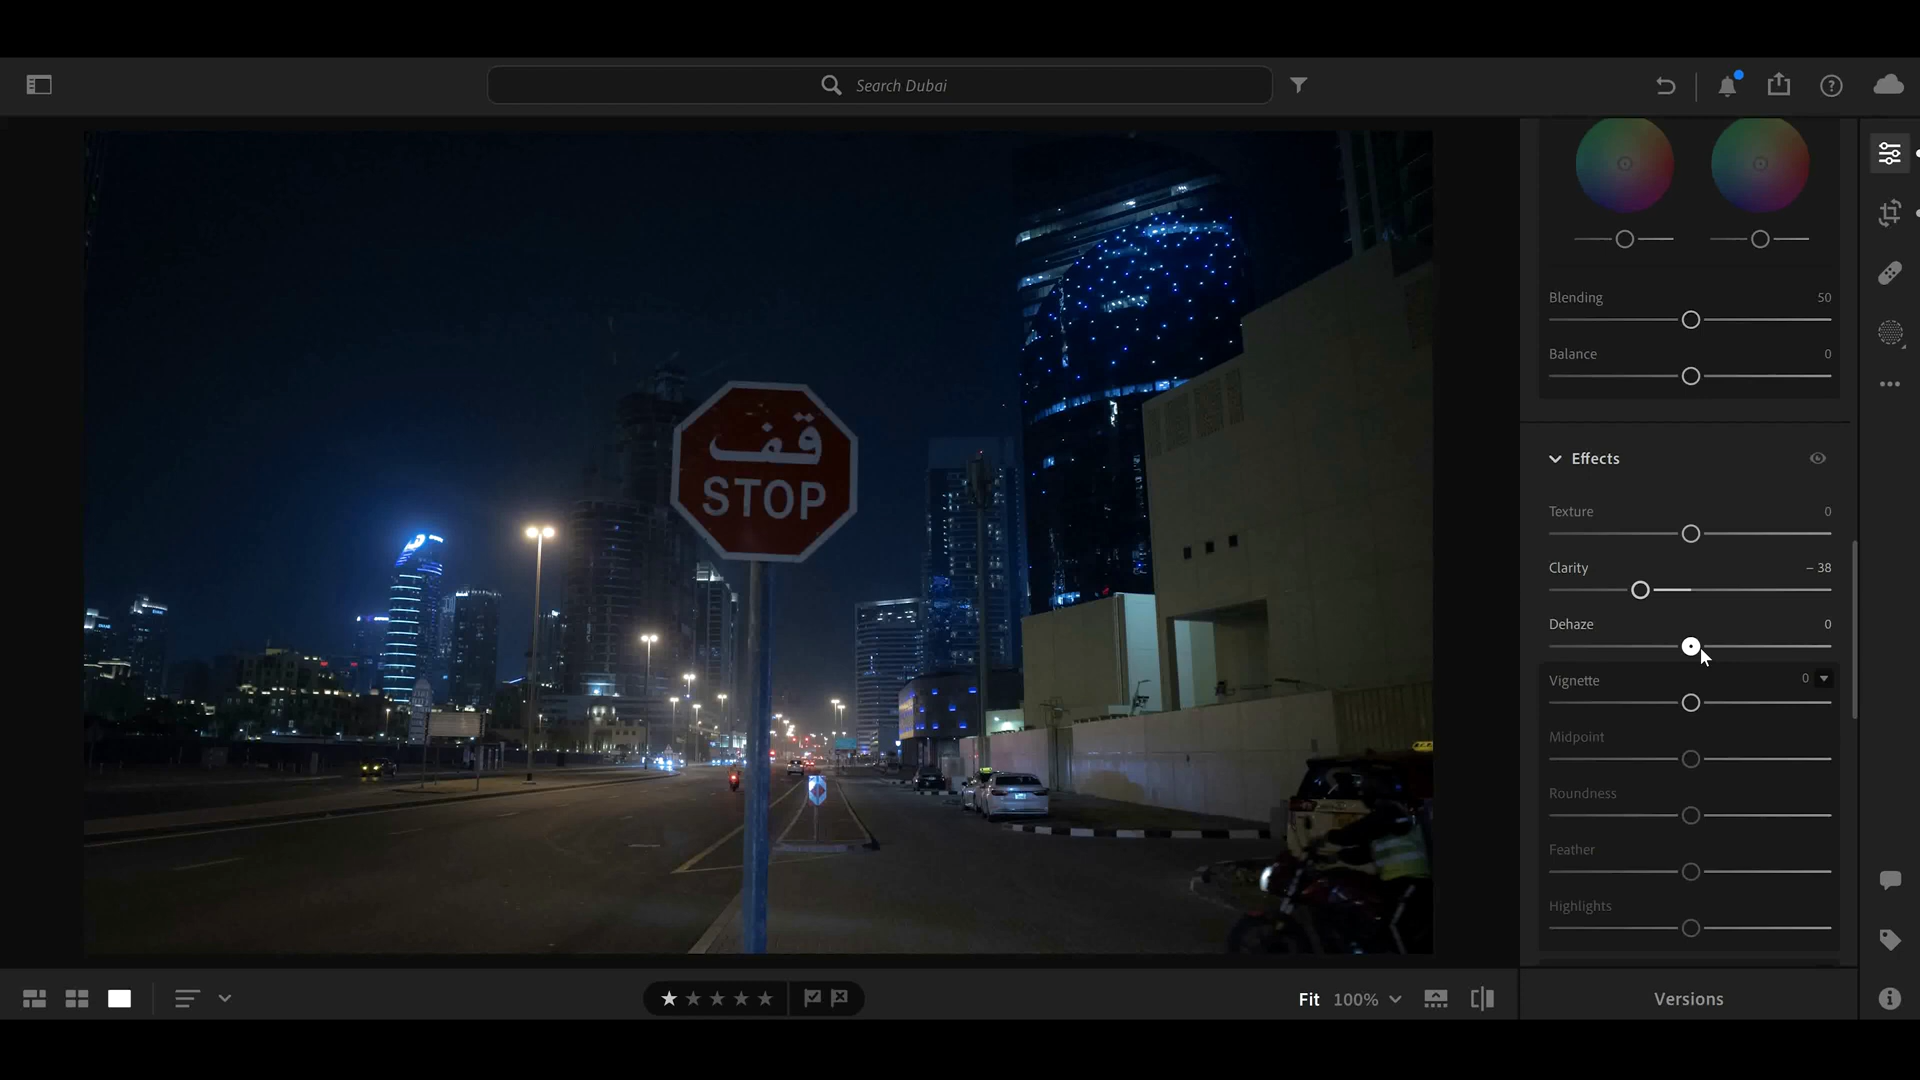 Search Dubai
Blending 50
Balance 0
Effects
Texture 0
Clarity – 38
Dehaze 0
Vignette 0
Midpoint
Roundness
Feather
Highlights
قف
STOP
Fit 100%
Versions